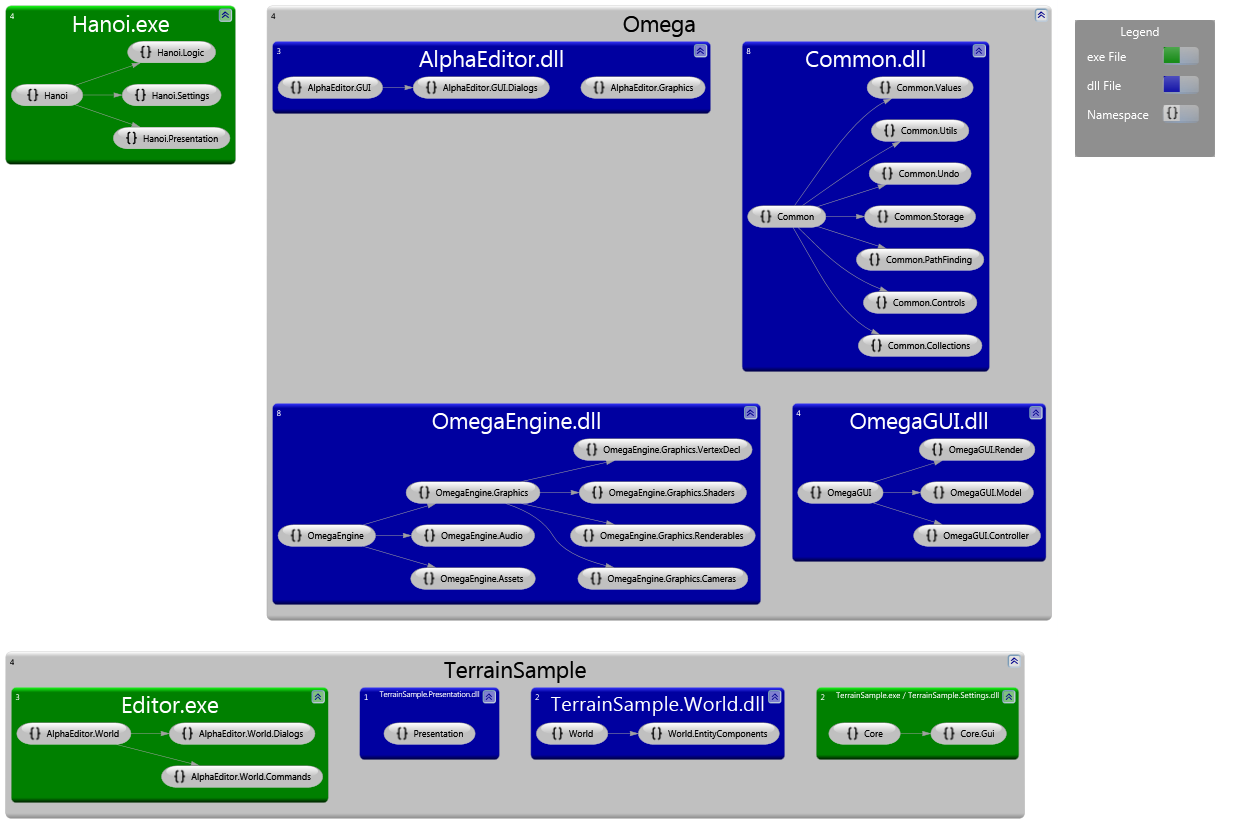 4
Hanoi.exe
{} Hanoi.Logic
{} Hanoi
{} Hanoi.Settings
{} Hanoi.Presentation
4
Omega
3
AlphaEditor.dll
{} AlphaEditor.GUI
{} AlphaEditor.GUI.Dialogs
{} AlphaEditor.Graphics
8
Common.dll
{} Common.Values
{} Common.Utils
{} Common.Undo
{} Common
{} Common.Storage
{} Common.PathFinding
{} Common.Controls
{} Common.Collections
8
OmegaEngine.dll
{} OmegaEngine.Graphics.VertexDecl
{} OmegaEngine.Graphics
{} OmegaEngine.Graphics.Shaders
{} OmegaEngine
{} OmegaEngine.Audio
{} OmegaEngine.Graphics.Renderables
{} OmegaEngine.Assets
{} OmegaEngine.Graphics.Cameras
4
OmegaGUI.dll
{} OmegaGUI.Render
{} OmegaGUI
{} OmegaGUI.Model
{} OmegaGUI.Controller
Legend
exe File
dll File
Namespace {}
4
TerrainSample
3
Editor.exe
{} AlphaEditor.World
{} AlphaEditor.World.Dialogs
{} AlphaEditor.World.Commands
1
TerrainSample.Presentation.dll
{} Presentation
2
TerrainSample.World.dll
{} World
{} World.EntityComponents
2
TerrainSample.exe / TerrainSample.Settings.dll
{} Core
{} Core.Gui